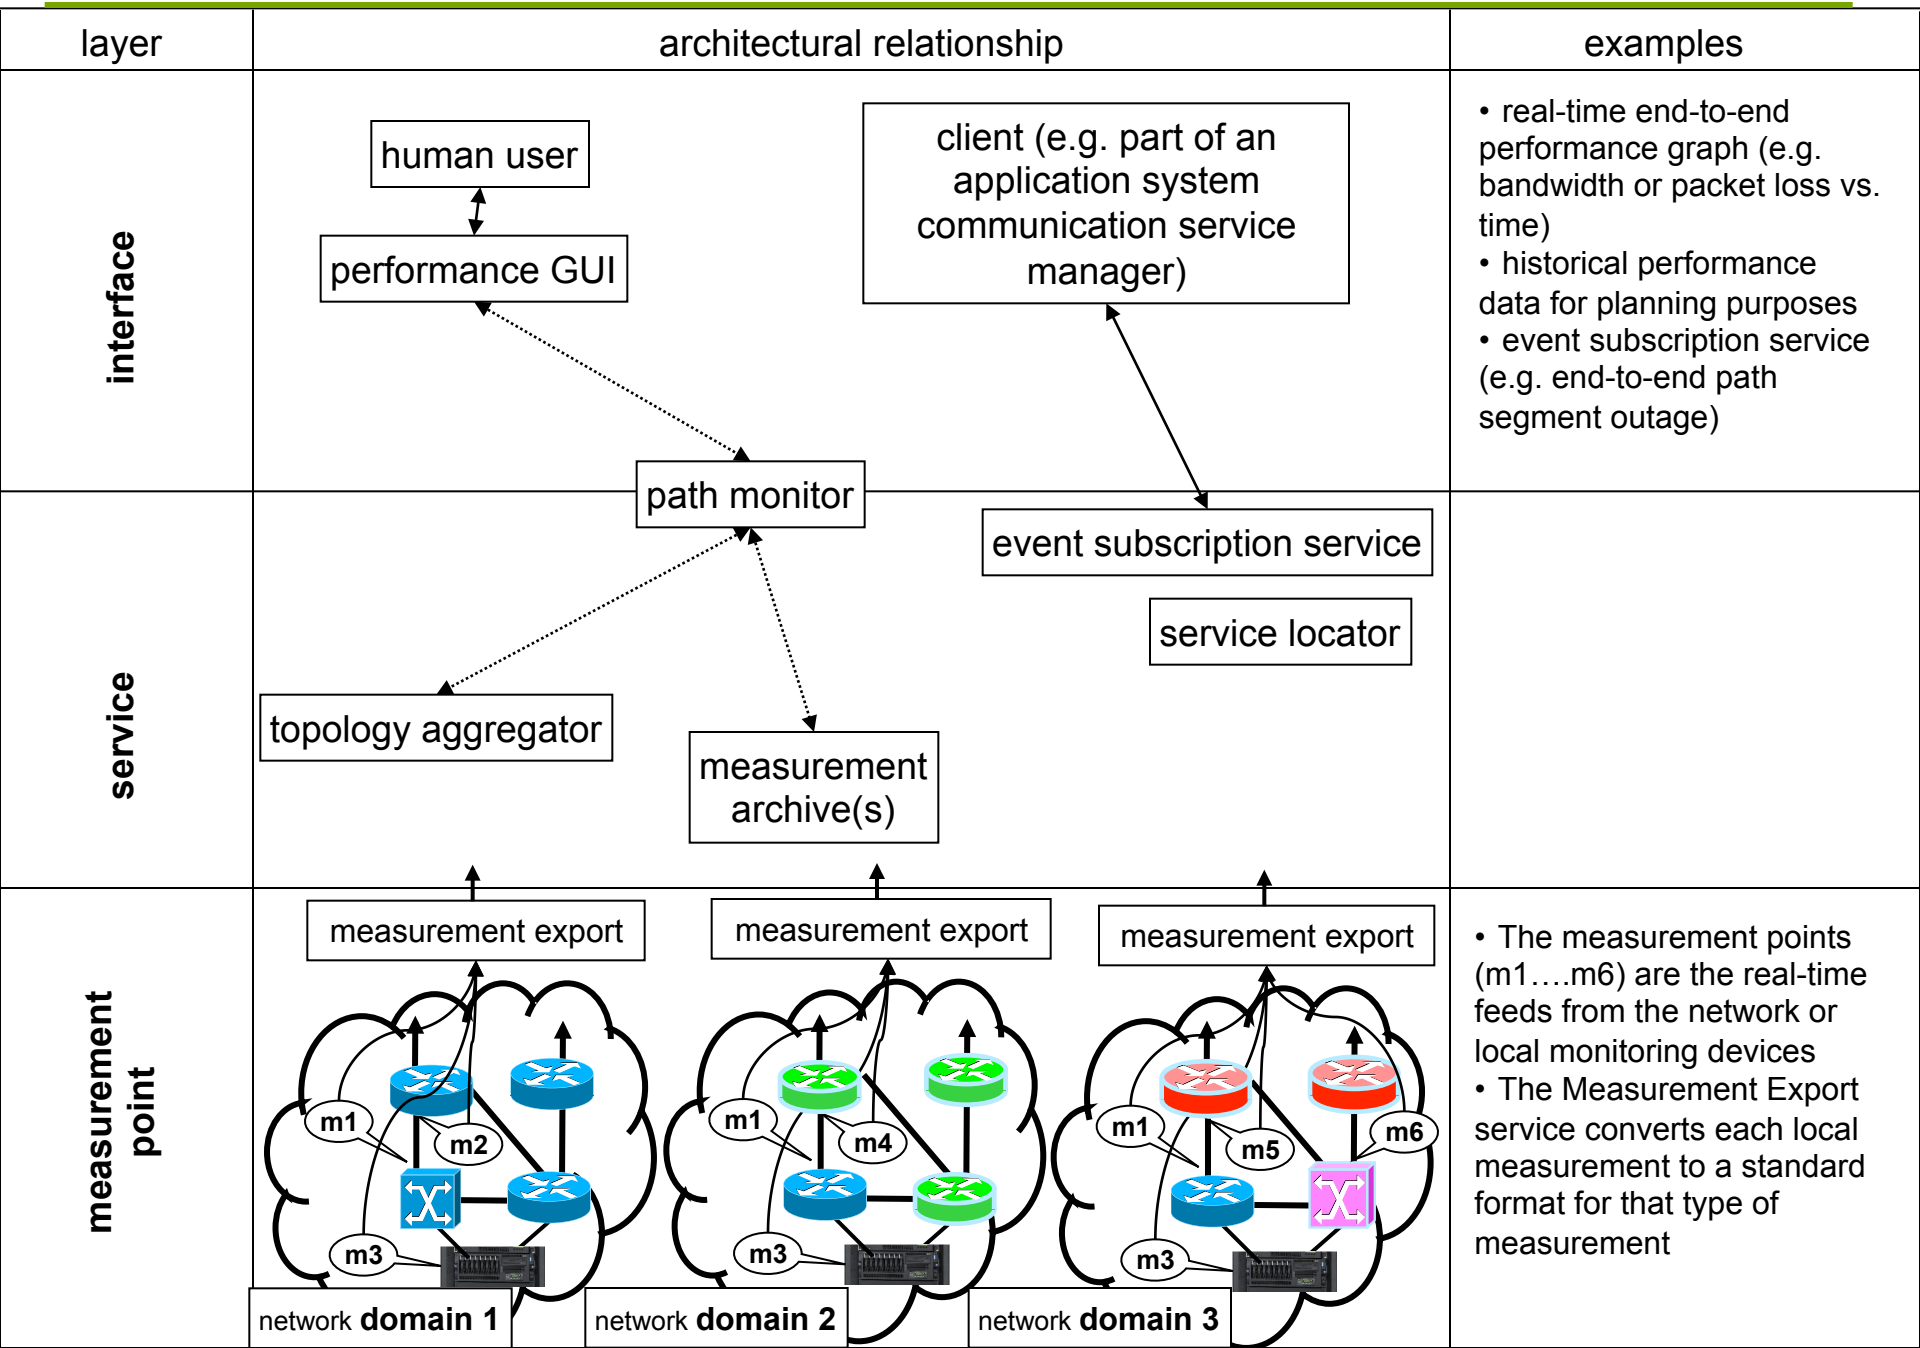 layer
architectural relationship
examples
interface
human user
performance GUI
client (e.g. part of an
application system
communication service
manager)
• real-time end-to-end
performance graph (e.g.
bandwidth or packet loss vs.
time)
• historical performance
data for planning purposes
• event subscription service
(e.g. end-to-end path
segment outage)
path monitor
service
event subscription service
service locator
topology aggregator
measurement
archive(s)
measurement
point
measurement export
measurement export
measurement export
m1
m2
m3
m1
m4
m3
m1
m5
m6
m3
network domain 1
network domain 2
network domain 3
• The measurement points
(m1….m6) are the real-time
feeds from the network or
local monitoring devices
• The Measurement Export
service converts each local
measurement to a standard
format for that type of
measurement